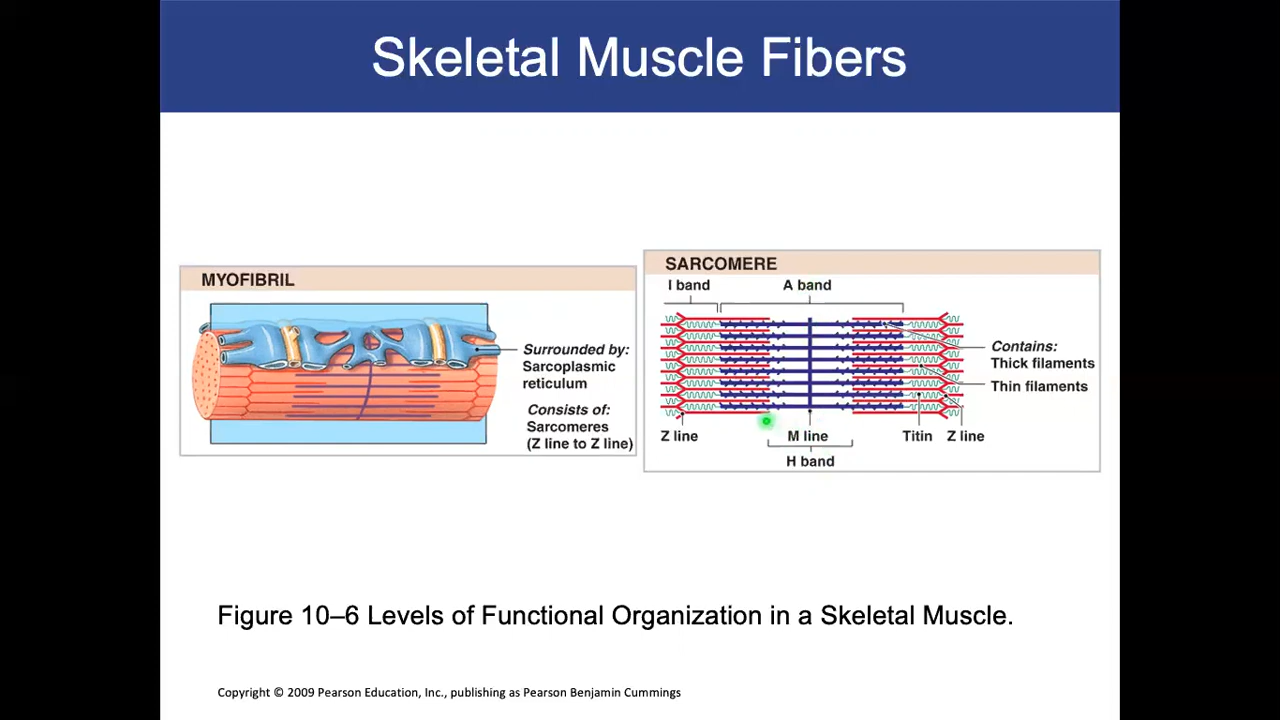 Skeletal Muscle Fibers
MYOFIBRIL
Surrounded by:
Sarcoplasmic
reticulum
Consists of:
Sarcomeres
(Z line to Z line)
SARCOMERE
I band
A band
Contains:
Thick filaments
Thin filaments
Z line
M line
Titin
Z line
H band
Figure 10–6 Levels of Functional Organization in a Skeletal Muscle.
Copyright © 2009 Pearson Education, Inc., publishing as Pearson Benjamin Cummings